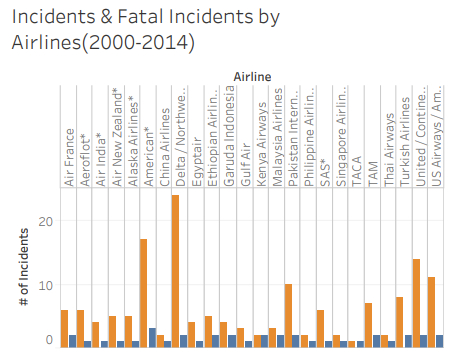 Incidents & Fatal Incidents by
Airlines(2000-2014)
Airline
Air France
Aeroflot*
Air India*
Air New Zealand*
Alaska Airlines*
American*
China Airlines
Delta / Northwe..
Egyptair
Ethiopian Airlin..
Garuda Indonesia
Gulf Air
Kenya Airways
Malaysia Airlines
Pakistan Intern..
Philippine Airlin..
SAS*
Singapore Airlin..
TACA
TAM
Thai Airways
Turkish Airlines
United / Contine..
US Airways / Am..
# of Incidents
20
10
0